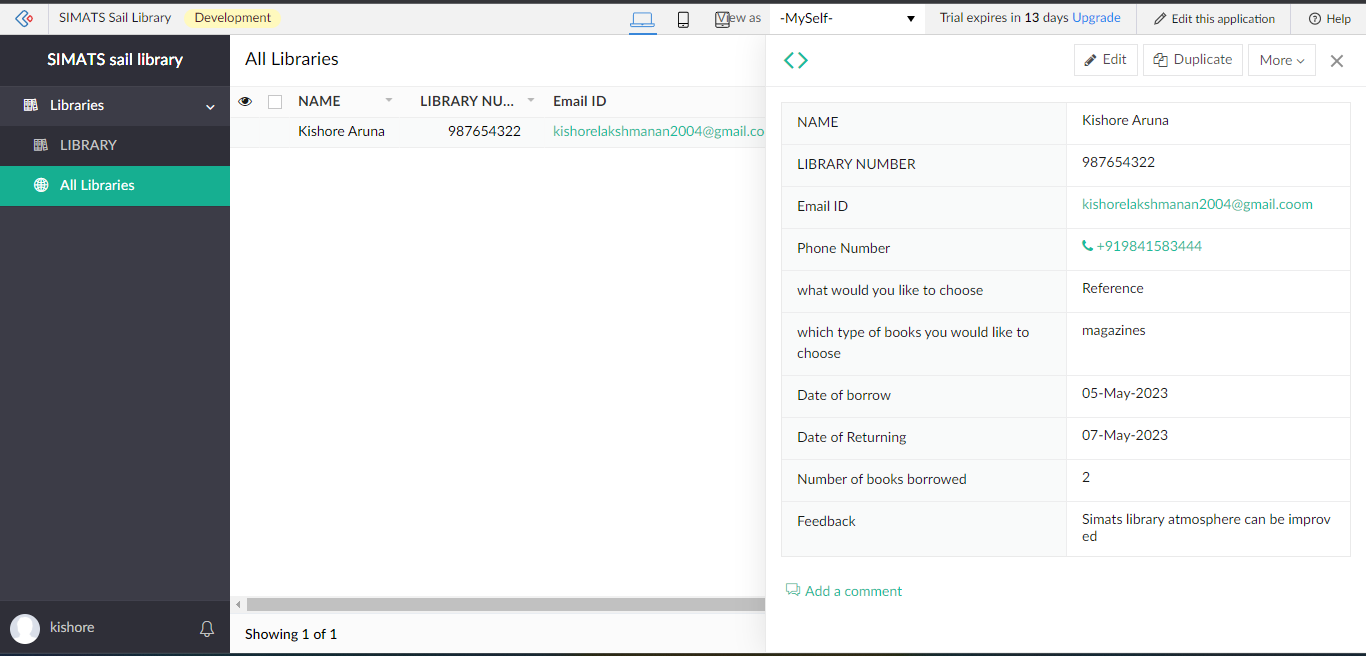 SIMATS Sail Library Development View as -MySelf- Trial expires in 13 days Upgrade Edit this application Help
SIMATS sail library
Libraries
LIBRARY
All Libraries
kishore
All Libraries
NAME LIBRARY NU... Email ID
Kishore Aruna 987654322 kishorelakshmanan2004@gmail.co
Showing 1 of 1
Edit Duplicate More
NAME Kishore Aruna
LIBRARY NUMBER 987654322
Email ID kishorelakshmanan2004@gmail.coom
Phone Number +919841583444
what would you like to choose Reference
which type of books you would like to magazines
choose
Date of borrow 05-May-2023
Date of Returning 07-May-2023
Number of books borrowed 2
Feedback Simats library atmosphere can be improv
ed
Add a comment